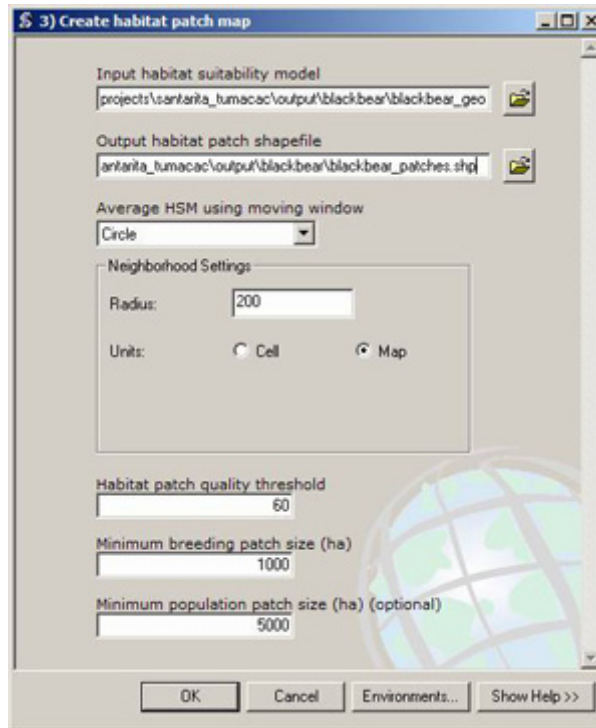 3) Create habitat patch map
Input habitat suitability model
projects\santarita_tumacac\output\blackbear\blackbear_geo
Output habitat patch shapefile
antarita_tumacac\output\blackbear\blackbear_patches.shp
Average HSM using moving window
Circle
Neighborhood Settings
Radius: 200
Units: Cell Map
Habitat patch quality threshold
60
Minimum breeding patch size (ha)
1000
Minimum population patch size (ha) (optional)
5000
OK Cancel Environments... Show Help >>